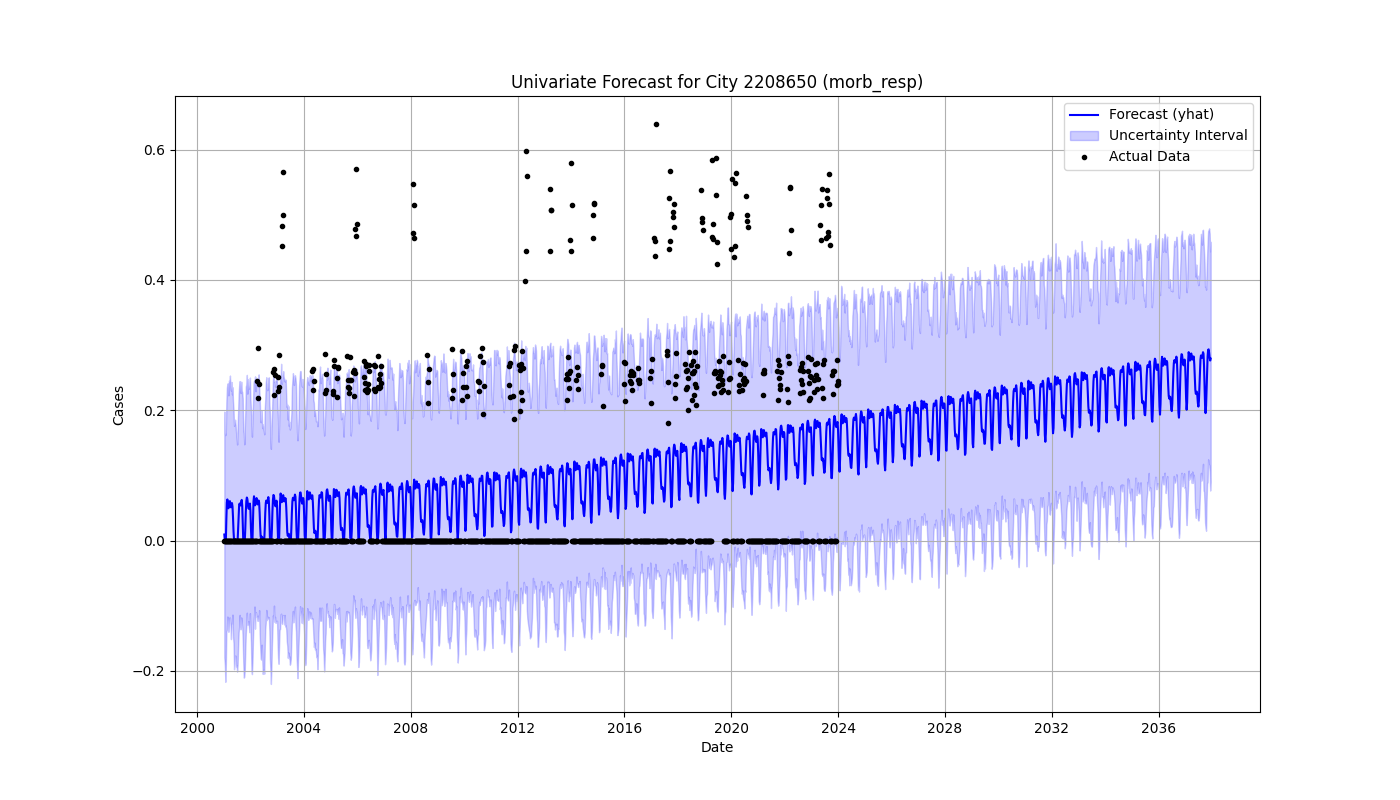 Univariate Forecast for City 2208650 (morb_resp)
Forecast (yhat)
Uncertainty Interval
Actual Data
0.6
0.4
0.2
0.0
−0.2
Cases
2000 2004 2008 2012 2016 2020 2024 2028 2032 2036
Date